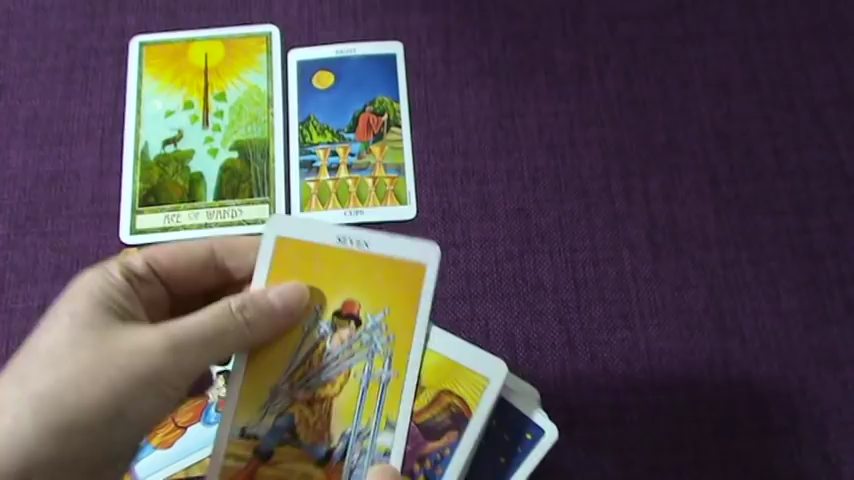 ACE OF WANDS
EIGHT
CUPS
SEVEN